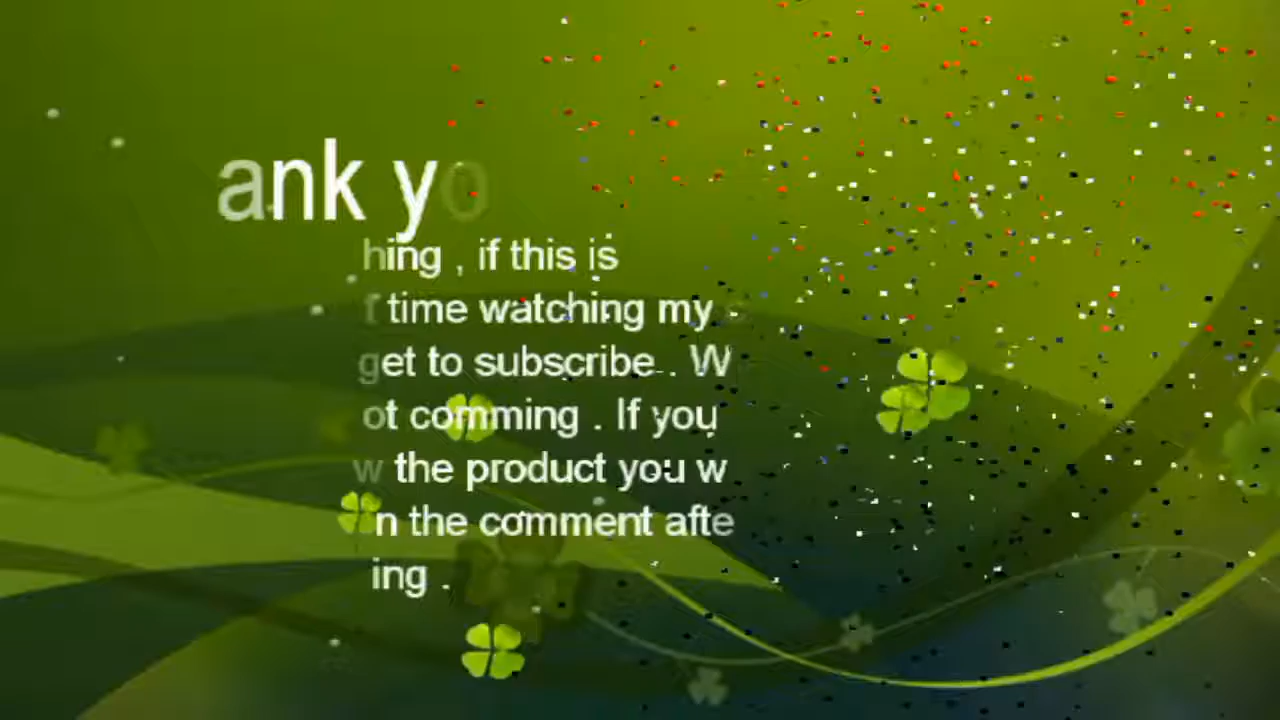 ank yo
hing , if this is
f time watching my
get to subscribe . W
ot comming . If you
w the product you w
n the comment afte
ing .